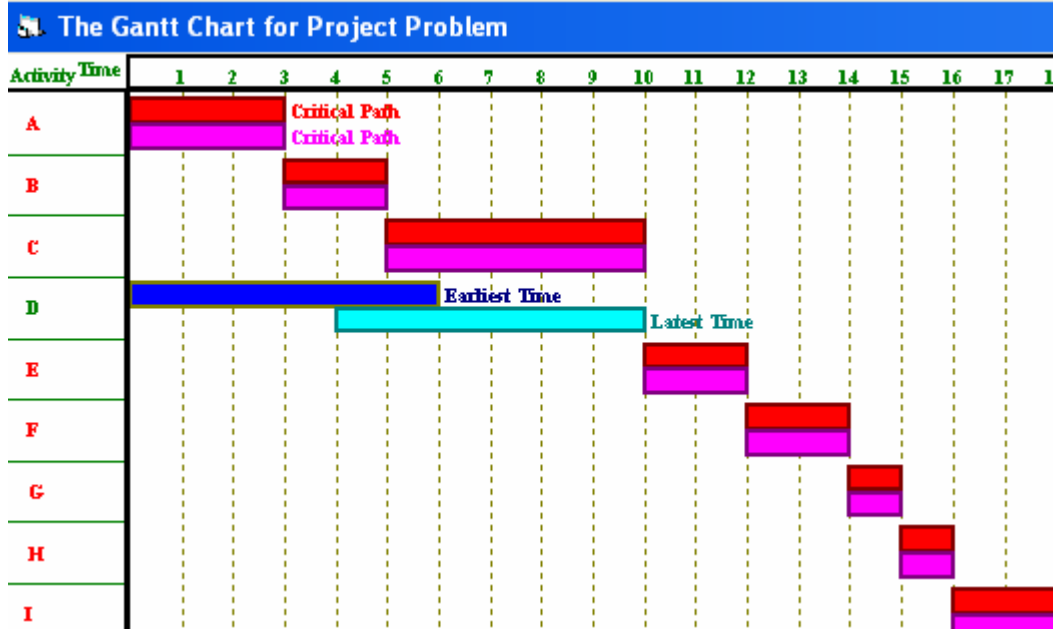 The Gantt Chart for Project Problem
Activity Time 1 2 3 4 5 6 7 8 9 10 11 12 13 14 15 16 17
A Critical Path
Critical Path
B
C
D Earliest Time
Latest Time
E
F
G
H
I